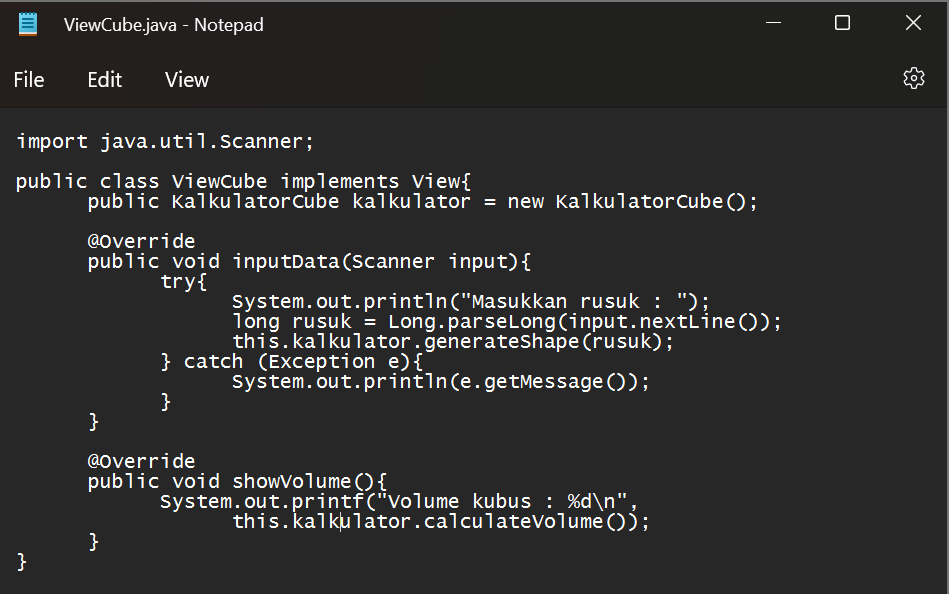 ViewCube.java - Notepad
File Edit View
import java.util.Scanner;
public class ViewCube implements View{
public KalkulatorCube kalkulator = new KalkulatorCube();
@Override
public void inputData(Scanner input){
try{
System.out.println("Masukkan rusuk : ");
long rusuk = Long.parseLong(input.nextLine());
this.kalkulator.generateShape(rusuk);
} catch (Exception e){
System.out.println(e.getMessage());
}
}
@Override
public void showVolume(){
System.out.printf("Volume kubus : %d\n",
this.kalkulator.calculateVolume());
}
}